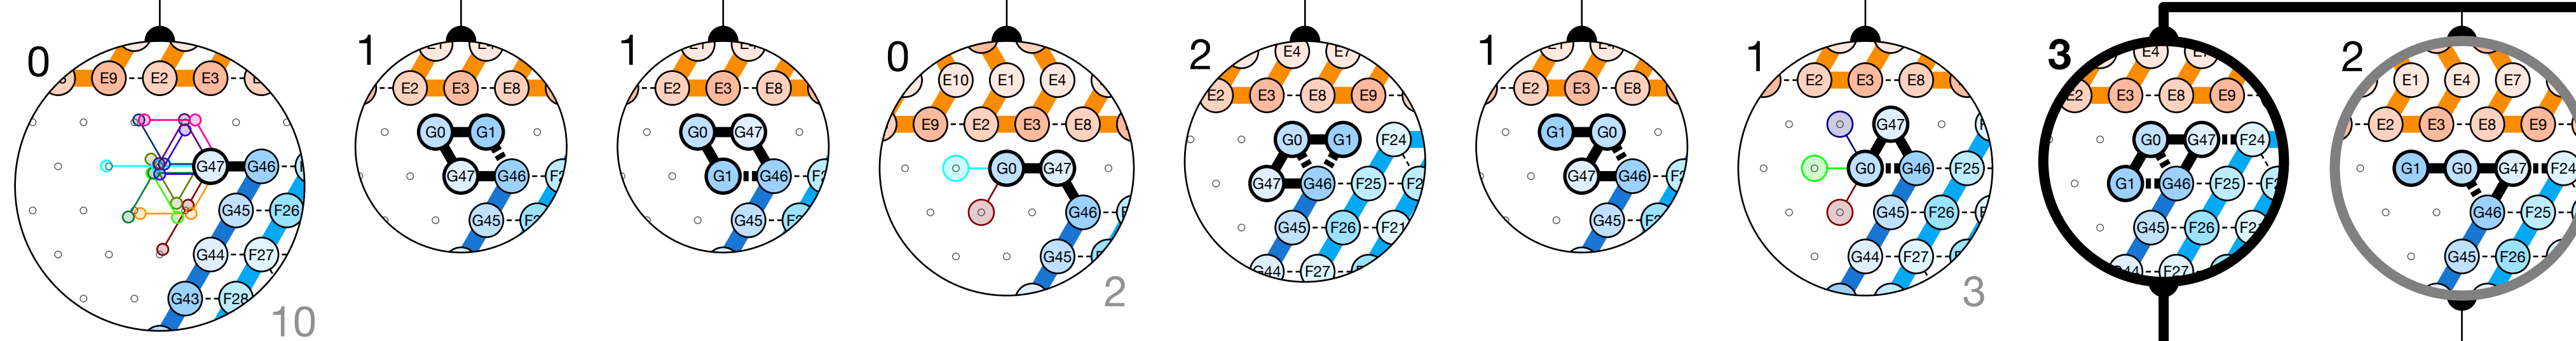 0
E9 E2 E3
G47 G46
G45 F26
G44 F27
G43 F28
10
1
E2 E3 E8
G0 G1
G47 G46
G45
1
E2 E3 E8
G0 G47
G1 G46
G45
0
E10 E1 E4
E9 E2 E3 E8
G0 G47
G46
G45
2
2
E4 E7
E2 E3 E8 E9
G0 G1 F24
G47 G46 F25
G45 F26 F21
G44 F27
1
E2 E3 E8
G1 G0
G47 G46
G45
1
E2 E3 E8
G47
G0 G46 F25
G45 F26
G44 F27
3
3
E4
E2 E3 E8 E9
G0 G47 F24
G1 G46 F25
G45 F26
G44 F27
2
E1 E4 E7
E2 E3 E8 E9
G1 G0 G47 F24
G46 F25
G45 F26